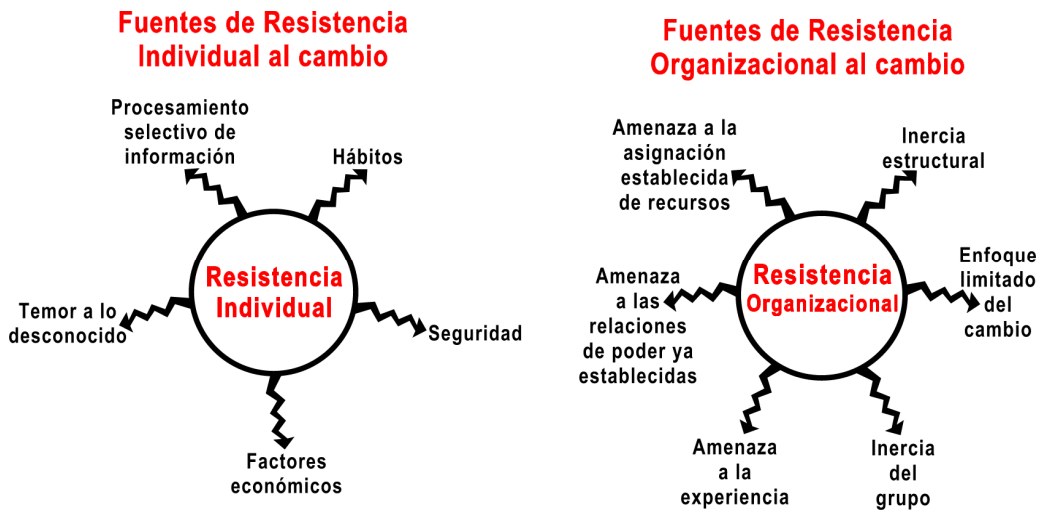 Fuentes de Resistencia
Individual al cambio
Procesamiento
selectivo de
información
Hábitos
Resistencia
Individual
Temor a lo
desconocido
Seguridad
Factores
económicos
Fuentes de Resistencia
Organizacional al cambio
Amenaza a la
asignación
establecida
de recursos
Inercia
estructural
Amenaza
a las
relaciones
de poder ya
establecidas
Resistencia
Organizacional
Enfoque
limitado
del
cambio
Amenaza
a la
experiencia
Inercia
del
grupo